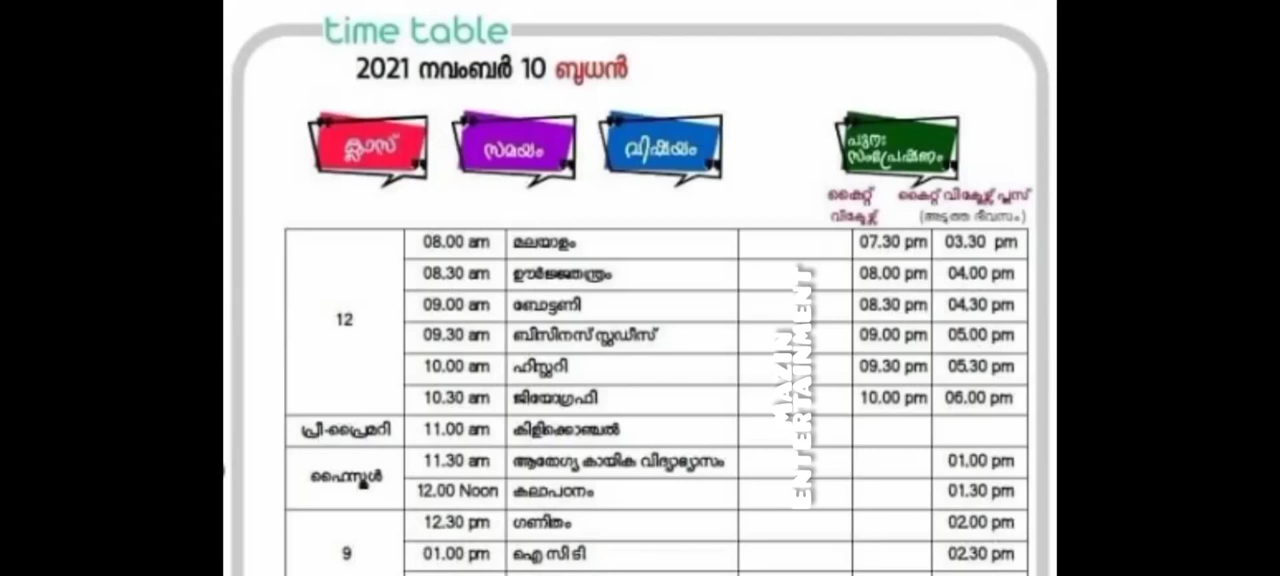 time table
2021 നവംബർ 10 ബുധൻ
ക്ലാസ് സമയം വിഷയം പുനഃ സംപ്രേഷണം
കൈറ്റ് വിക്ടേഴ്സ് കൈറ്റ് വിക്ടേഴ്സ് പ്ലസ് (അടുത്ത ദിവസം)
08.00 am മലയാളം 07.30 pm 03.30 pm
08.30 am ഊർജ്ജതന്ത്രം 08.00 pm 04.00 pm
09.00 am ബോട്ടണി 08.30 pm 04.30 pm
12
09.30 am ബിസിനസ് സ്റ്റഡീസ് 09.00 pm 05.00 pm
10.00 am ഹിസ്റ്ററി 09.30 pm 05.30 pm
10.30 am ജിയോഗ്രഫി 10.00 pm 06.00 pm
പ്രീ-പ്രൈമറി 11.00 am കിളിക്കൊഞ്ചൽ
11.30 am ആരോഗ്യ കായിക വിദ്യാഭ്യാസം 01.00 pm
ഹൈസ്കൂൾ
12.00 Noon കലാപഠനം 01.30 pm
12.30 pm ഗണിതം 02.00 pm
9 01.00 pm ഐ സി ടി 02.30 pm
MAZIN
ENTERTAINMENT